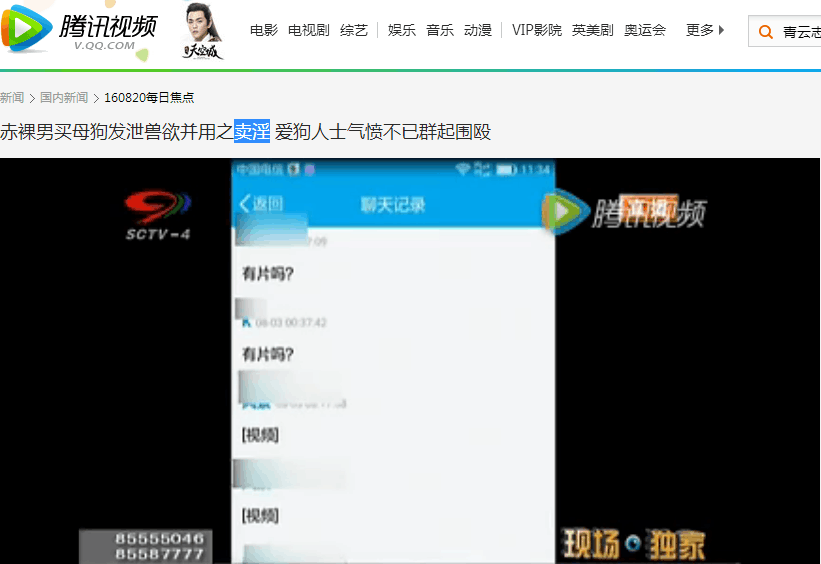 腾讯视频
V.QQ.COM
天空城
电影 电视剧 综艺 娱乐 音乐 动漫 VIP影院 英美剧 奥运会 更多
青云志
新闻 > 国内新闻 > 160820每日焦点
赤裸男买母狗发泄兽欲并用之卖淫 爱狗人士气愤不已群起围殴
中国电信
11:34
返回
聊天记录
腾讯视频
SCTV-4
7:09
有片吗?
06-03 00:37:42
有片吗?
[视频]
[视频]
85555046
85587777
现场 独家